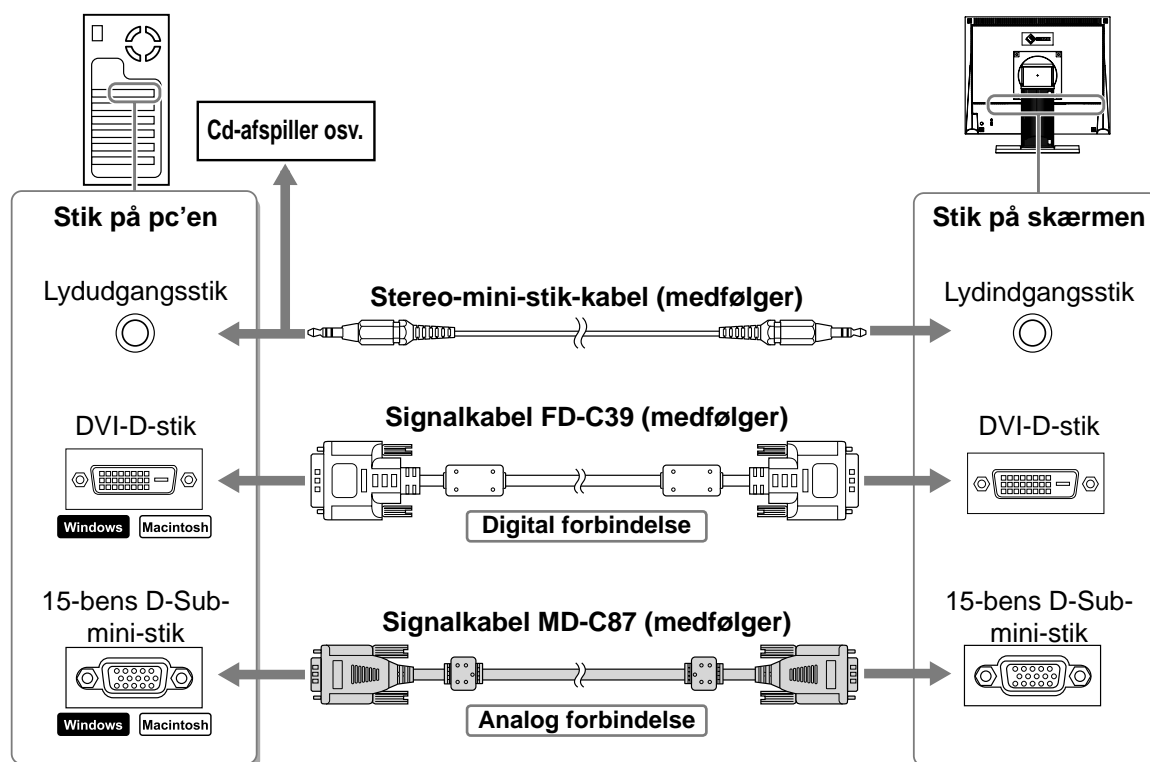 Cd-afspiller osv.
Stik på pc'en
Stik på skærmen
Lydudgangsstik
Stereo-mini-stik-kabel (medfølger)
Lydindgangsstik
DVI-D-stik
Signalkabel FD-C39 (medfølger)
DVI-D-stik
Windows Macintosh
Digital forbindelse
15-bens D-Sub-
mini-stik
Signalkabel MD-C87 (medfølger)
15-bens D-Sub-
mini-stik
Windows Macintosh
Analog forbindelse